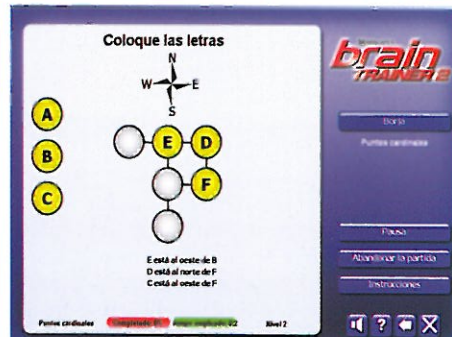 Coloque las letras
N
W E
S
A
B
C
E D
F
E está al oeste de B
D está al norte de F
C está al oeste de F
Puntos cardinales
Nivel 2
brain
TRAINER 2
Borja
Puntos cardinales
Pausa
Abandonar la partida
Instrucciones
?